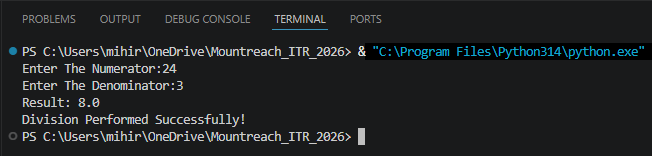 PROBLEMS OUTPUT DEBUG CONSOLE TERMINAL PORTS
PS C:\Users\mihir\OneDrive\Mountreach_ITR_2026> & "C:\Program Files\Python314\python.exe"
Enter The Numerator:24
Enter The Denominator:3
Result: 8.0
Division Performed Successfully!
PS C:\Users\mihir\OneDrive\Mountreach_ITR_2026>